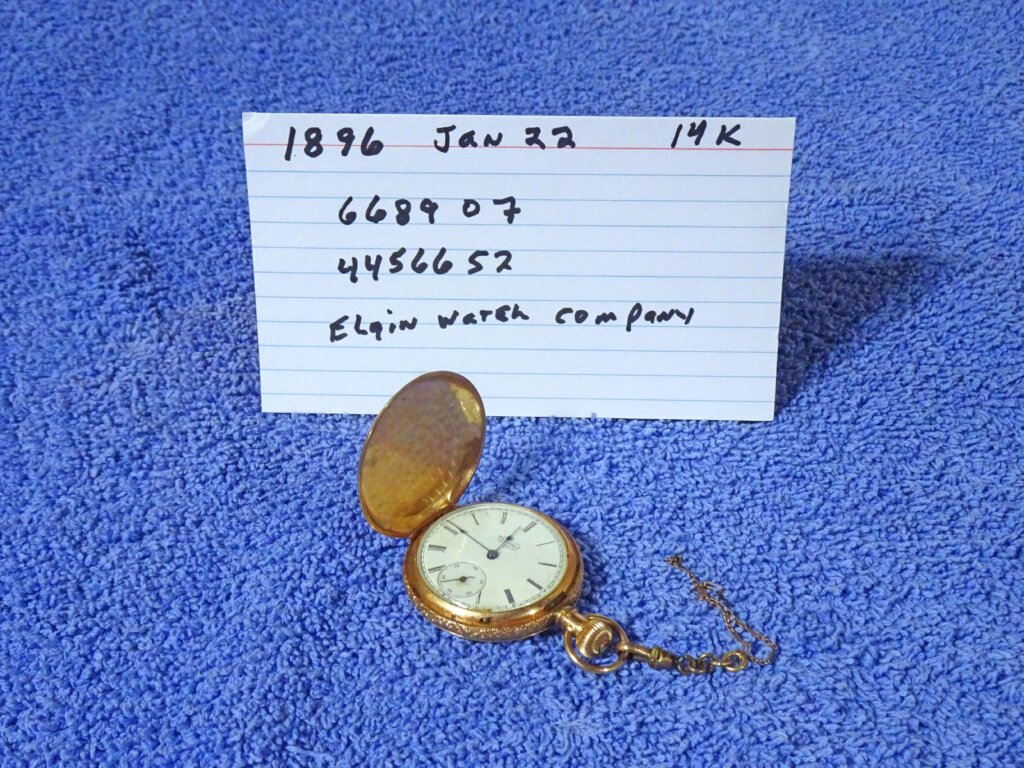 1896 Jan 22 14K
6689 07
4456652
Elgin watch company